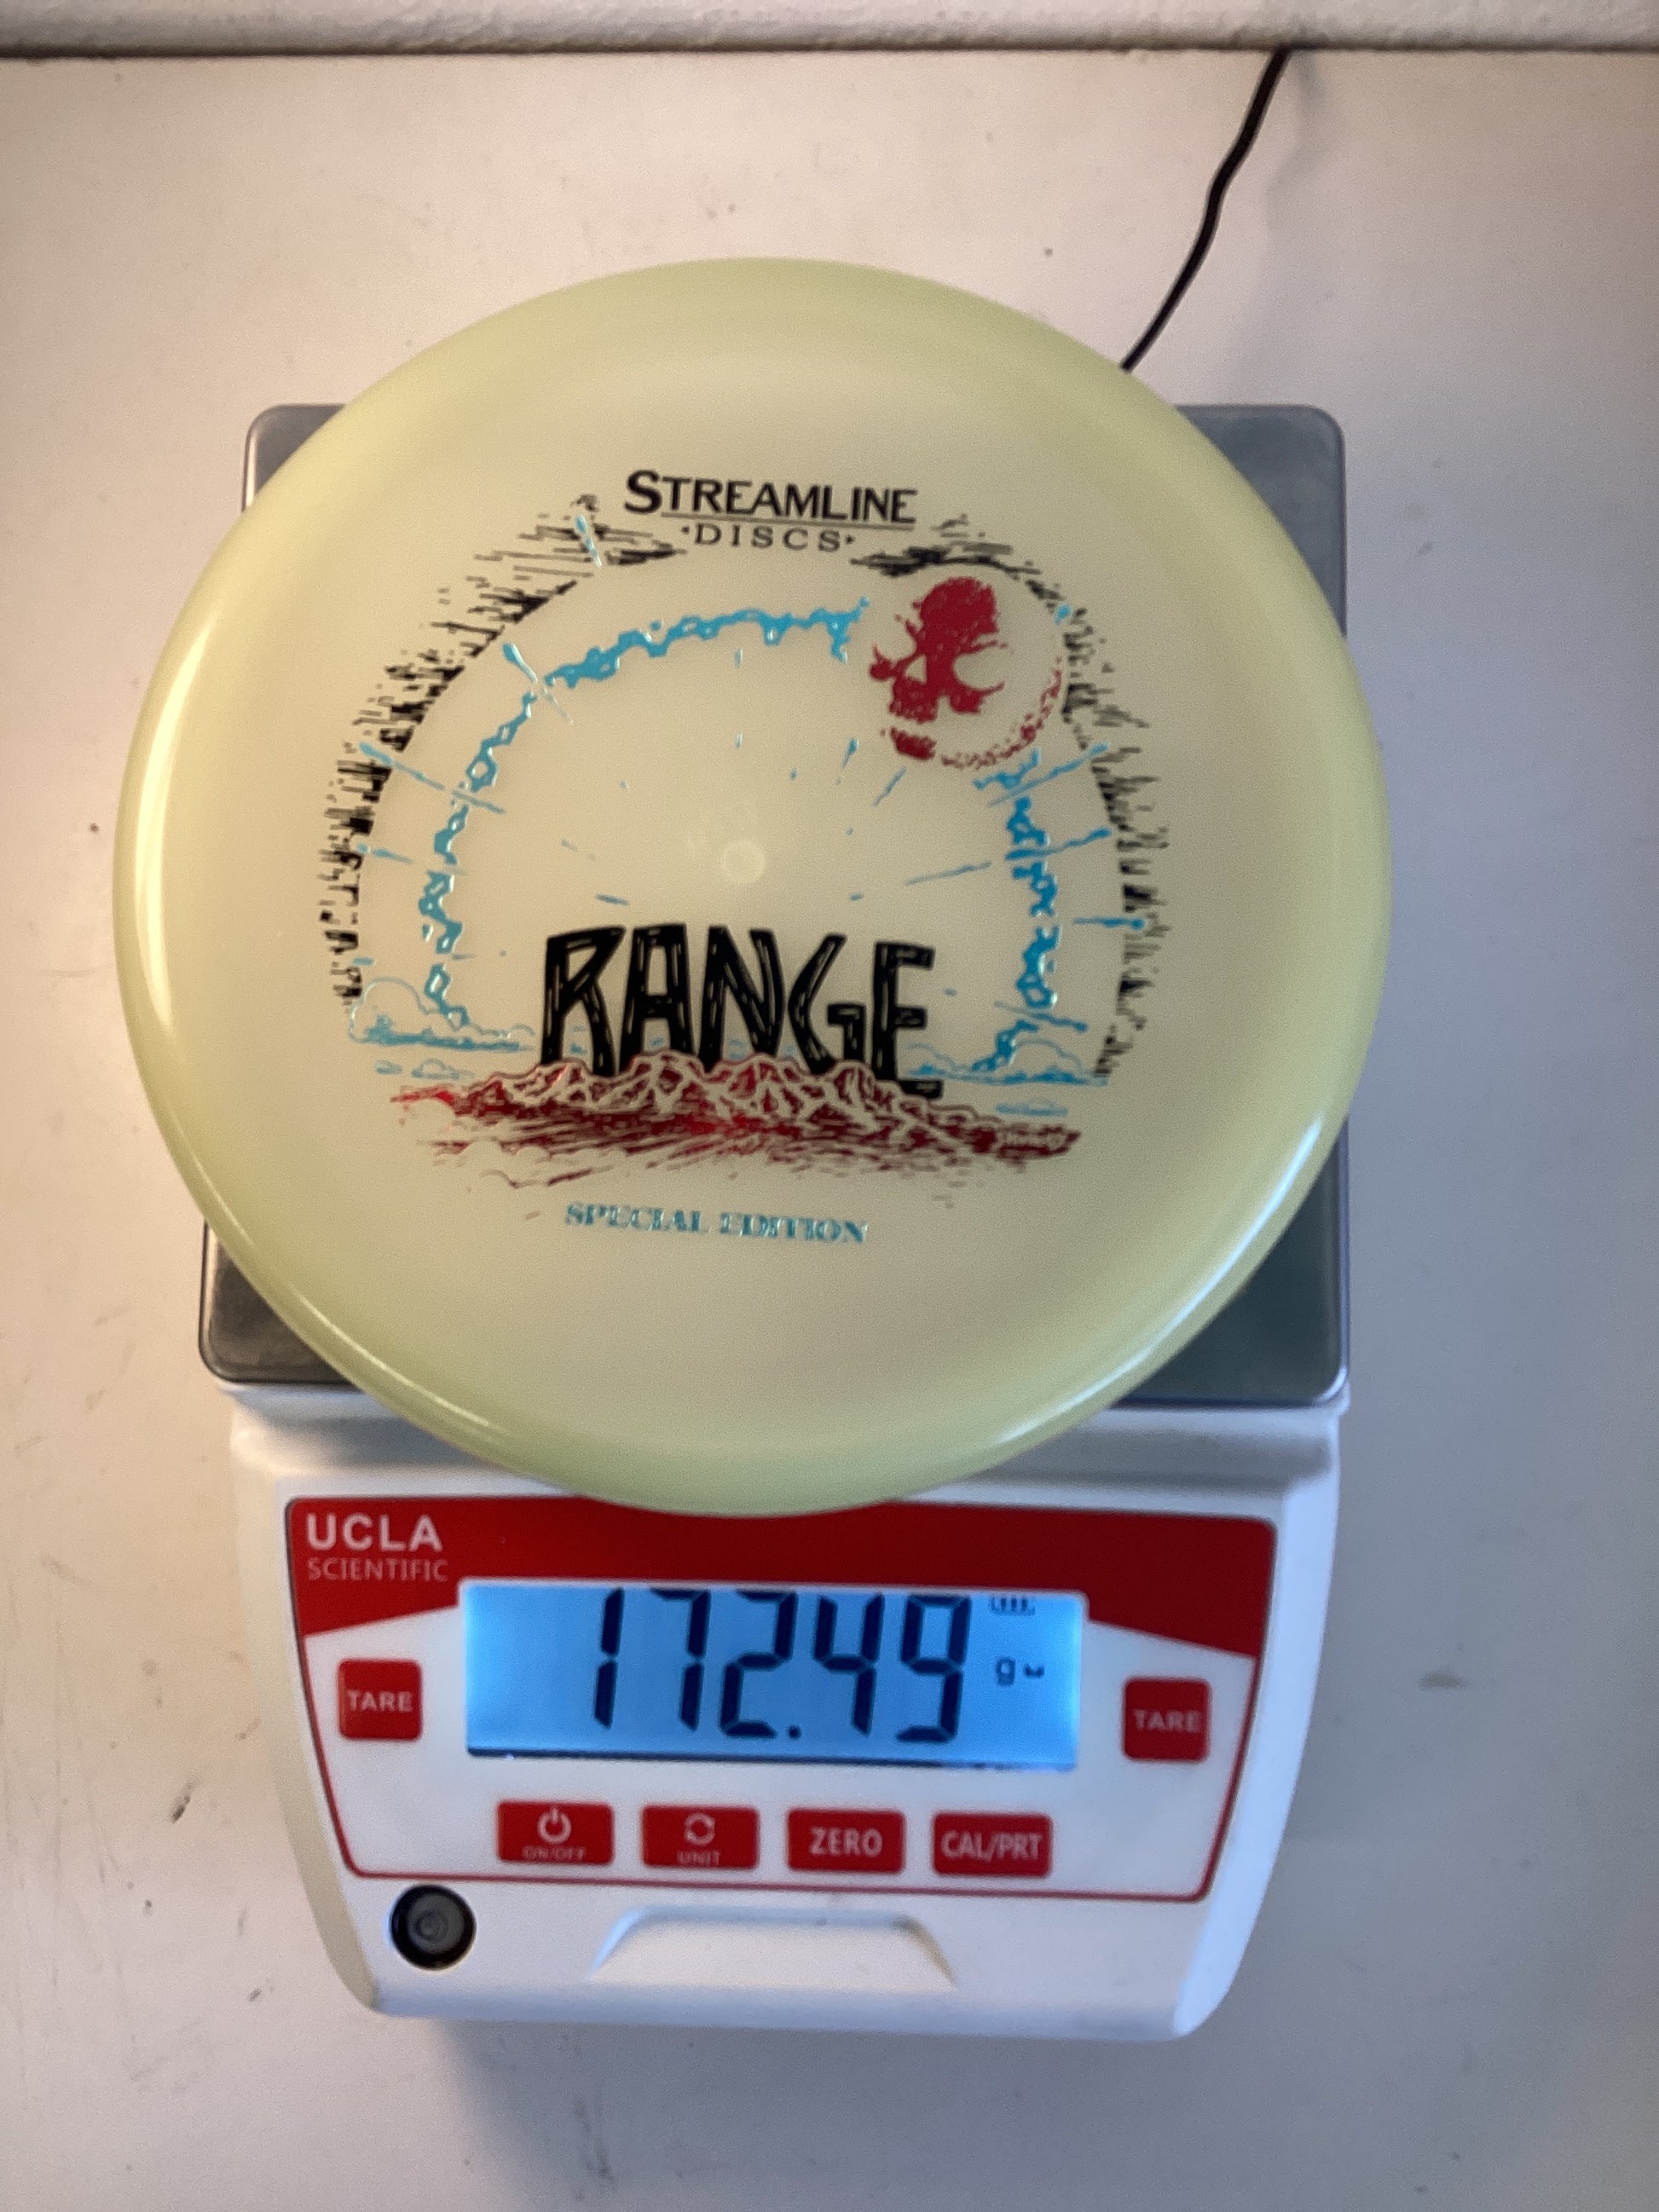 STREAMLINE
DISCS
RANGE
SPECIAL EDITION
UCLA
SCIENTIFIC
172.49
g
TARE
TARE
ON/OFF
UNIT
ZERO
CAL/PRT